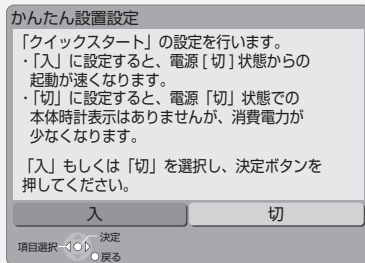 かんたん設置設定
「クイックスタート」の設定を行います。
・「入」に設定すると、電源 [ 切 ] 状態からの
起動が速くなります。
・「切」に設定すると、電源「切」状態での
本体時計表示はありませんが、消費電力が
少なくなります。
「入」もしくは「切」を選択し、決定ボタンを
押してください。
入 切
決定
項目選択
戻る